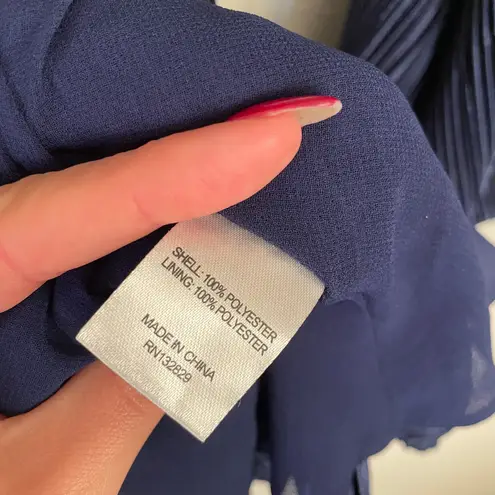 SHELL: 100% POLYESTER
LINING: 100% POLYESTER
MADE IN CHINA
RN132829